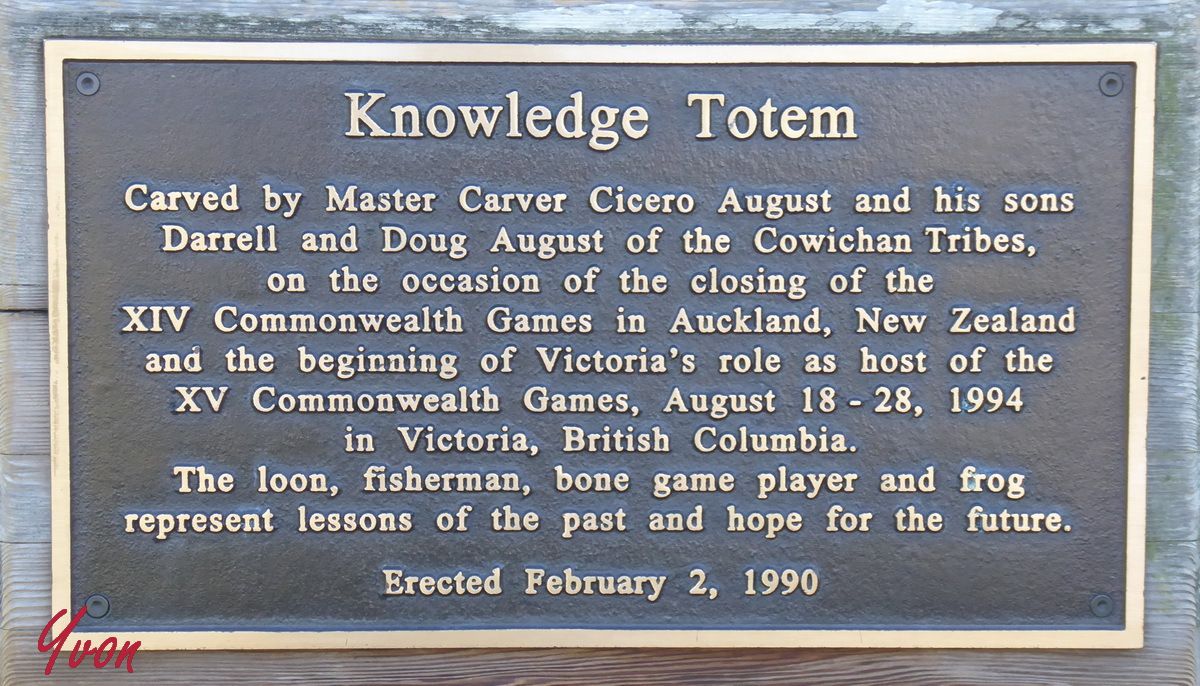 Knowledge Totem
Carved by Master Carver Cicero August and his sons
Darrell and Doug August of the Cowichan Tribes,
on the occasion of the closing of the
XIV Commonwealth Games in Auckland, New Zealand
and the beginning of Victoria's role as host of the
XV Commonwealth Games, August 18 - 28, 1994
in Victoria, British Columbia.
The loon, fisherman, bone game player and frog
represent lessons of the past and hope for the future.
Erected February 2, 1990
Yvon